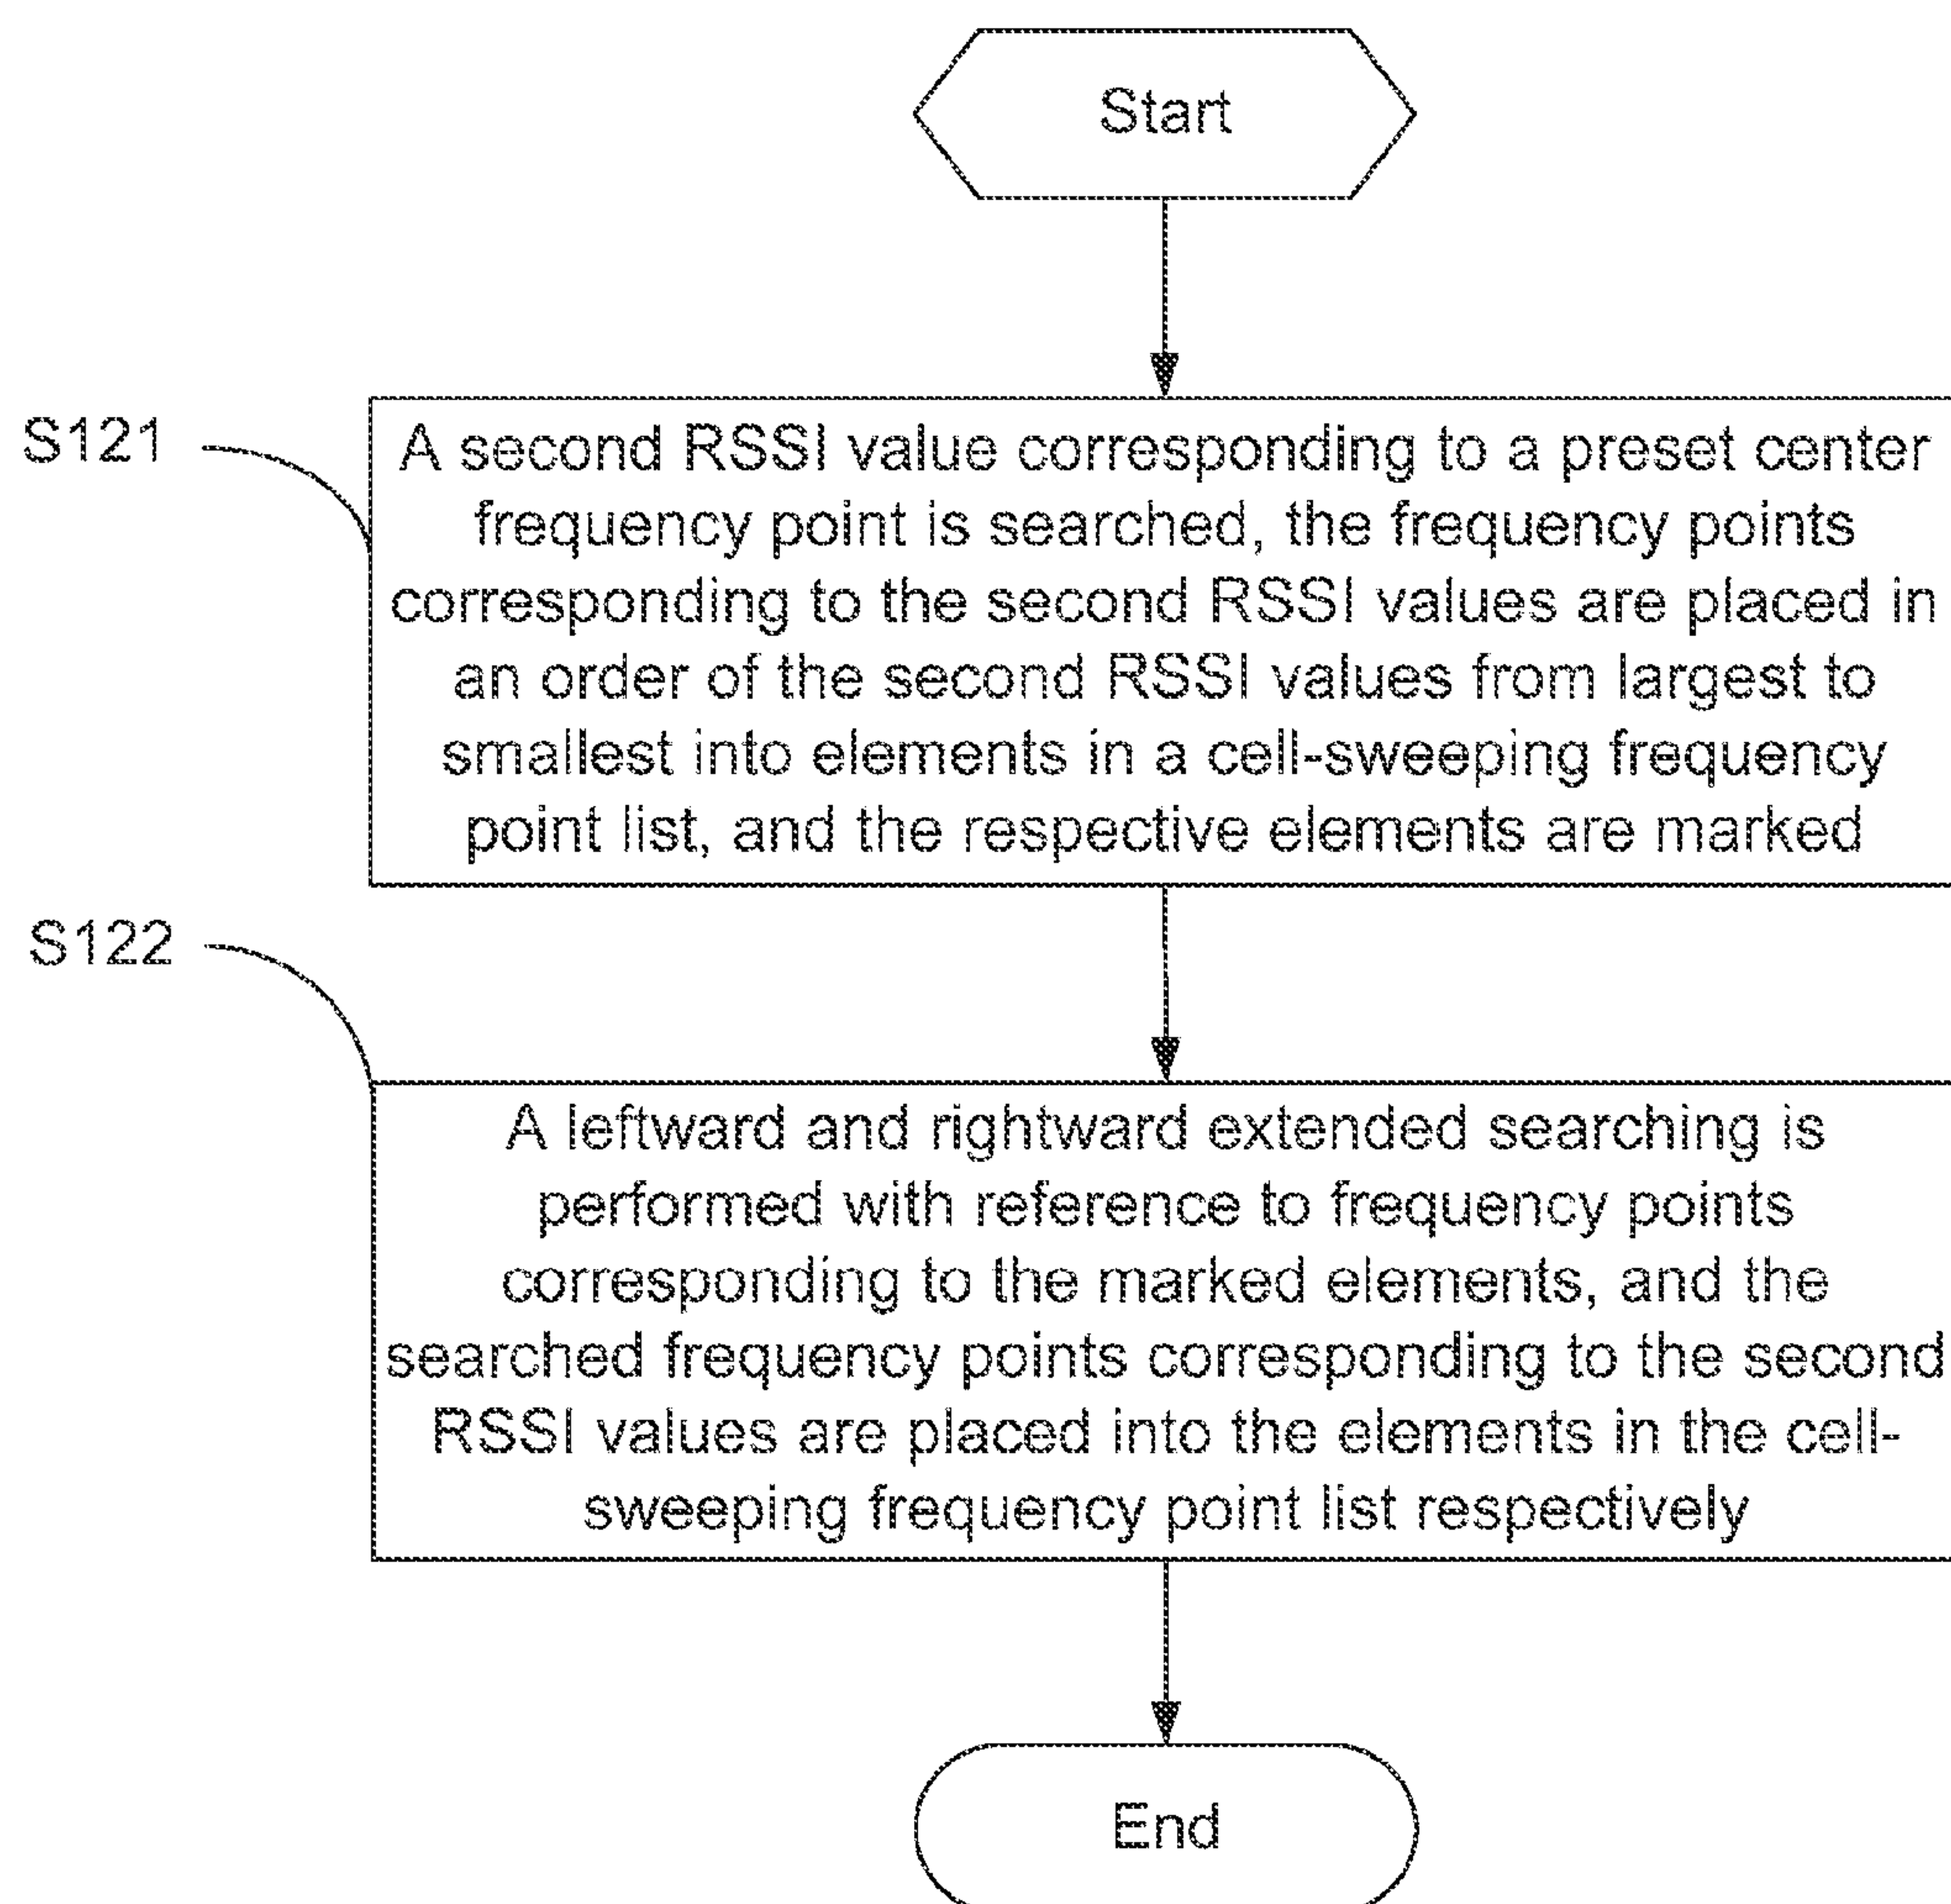 Start
S121
A second RSSI value corresponding to a preset center
frequency point is searched, the frequency points
corresponding to the second RSSI values are placed in
an order of the second RSSI values from largest to
smallest into elements in a cell-sweeping frequency
point list, and the respective elements are marked
S122
A leftward and rightward extended searching is
performed with reference to frequency points
corresponding to the marked elements, and the
searched frequency points corresponding to the second
RSSI values are placed into the elements in the cell-
sweeping frequency point list respectively
End